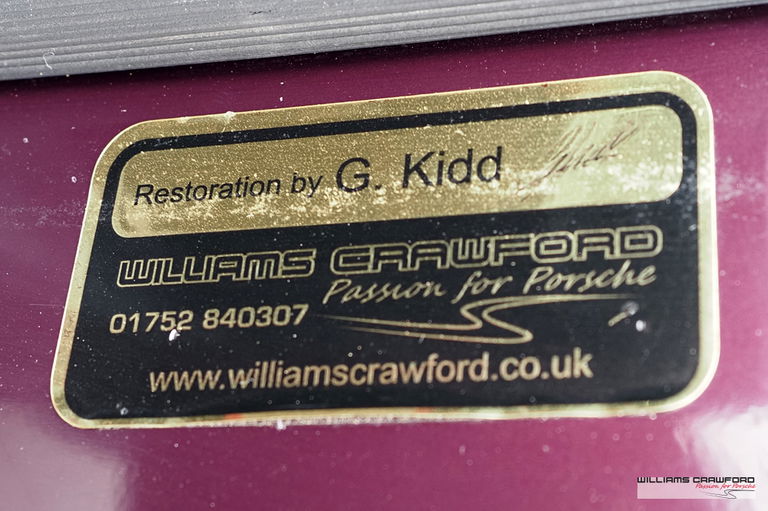 Restoration by G. Kidd
WILLIAMS CRAWFORD
Passion for Porsche
01752 840307
www.williamscrawford.co.uk
WILLIAMS CRAWFORD
Passion for Porsche